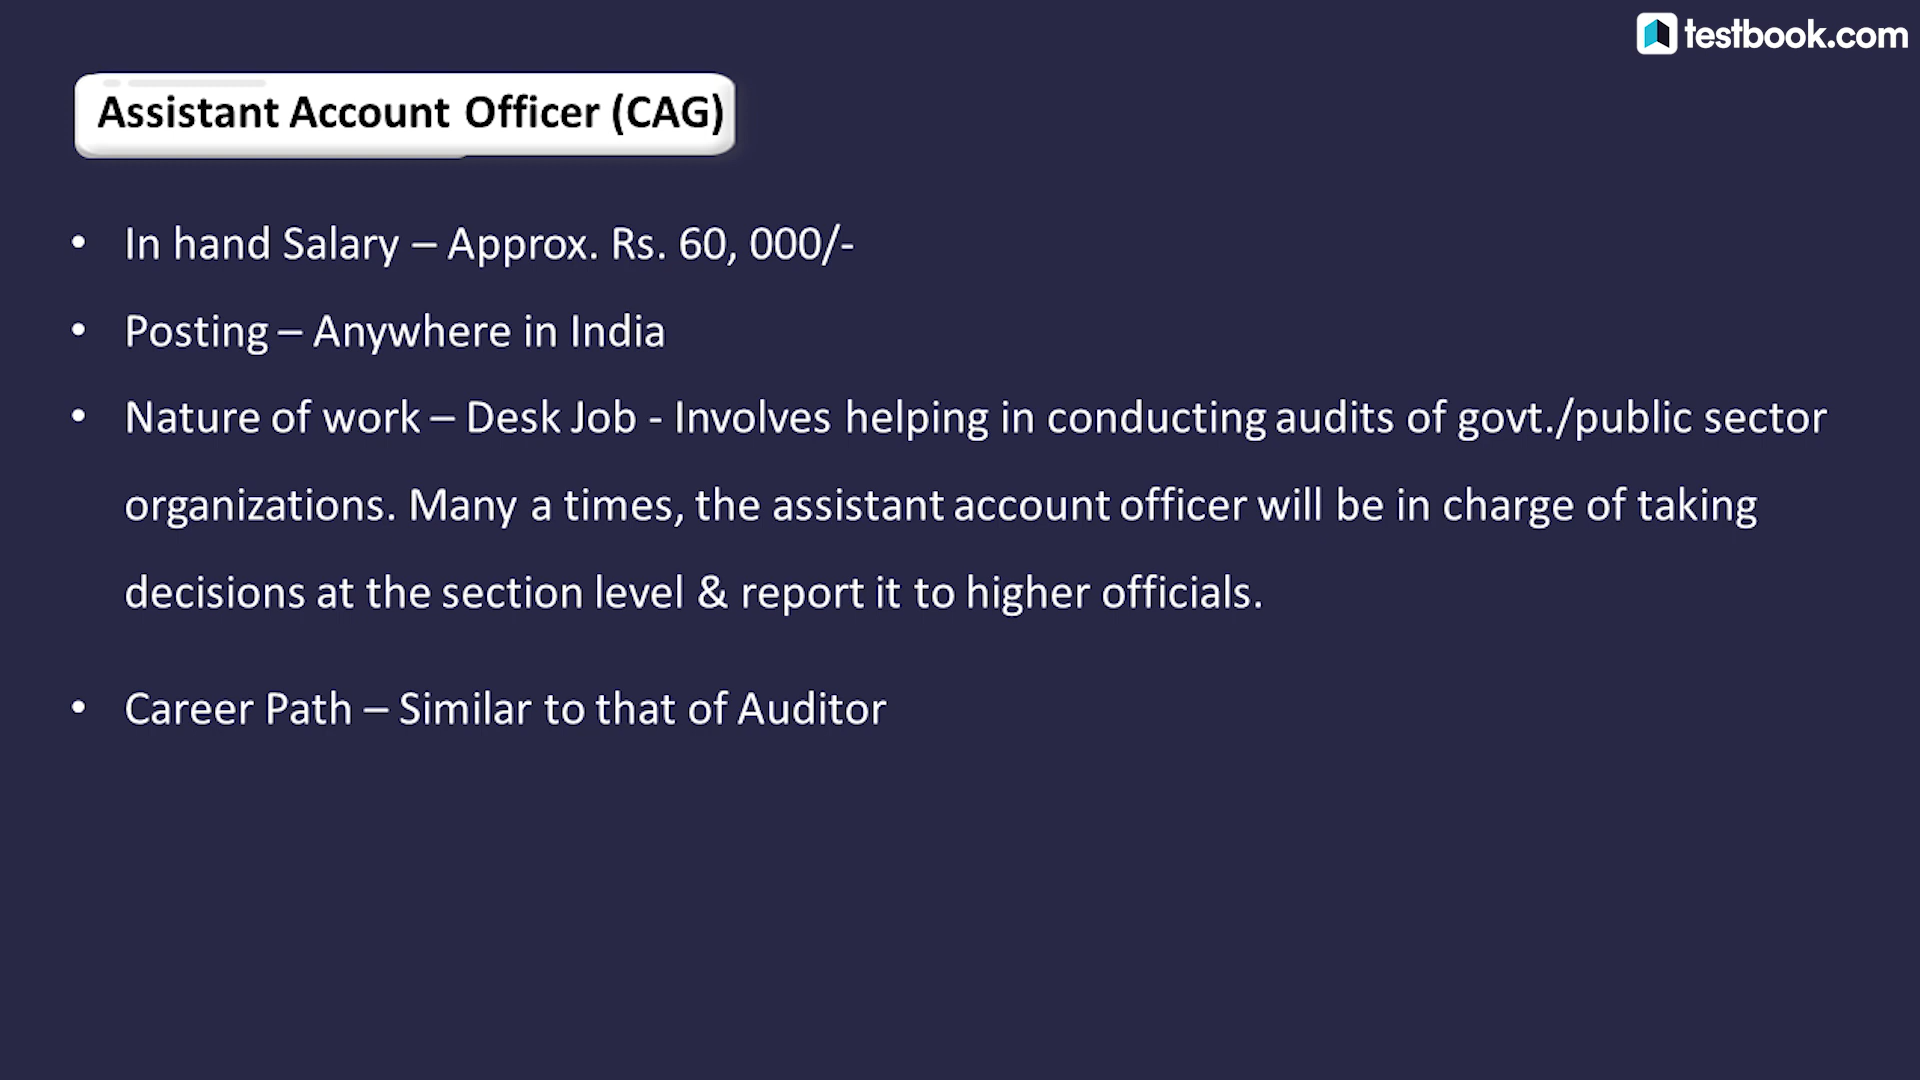 testbook.com
Assistant Account Officer (CAG)
• In hand Salary – Approx. Rs. 60, 000/-
• Posting – Anywhere in India
• Nature of work – Desk Job - Involves helping in conducting audits of govt./public sector
organizations. Many a times, the assistant account officer will be in charge of taking
decisions at the section level & report it to higher officials.
• Career Path – Similar to that of Auditor